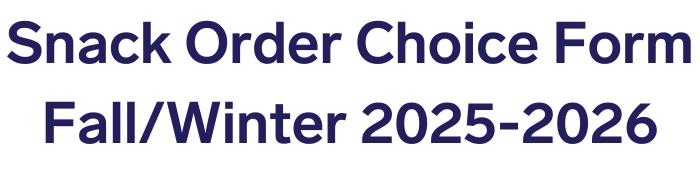 Snack Order Choice Form
Fall/Winter 2025-2026